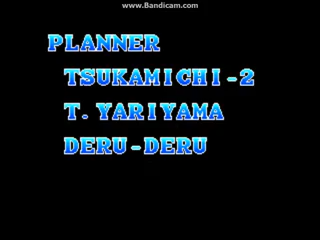 www.Bandicam.com
PLANNER
TSUKAMICHI-2
T. YARIYAMA
DERU-DERU